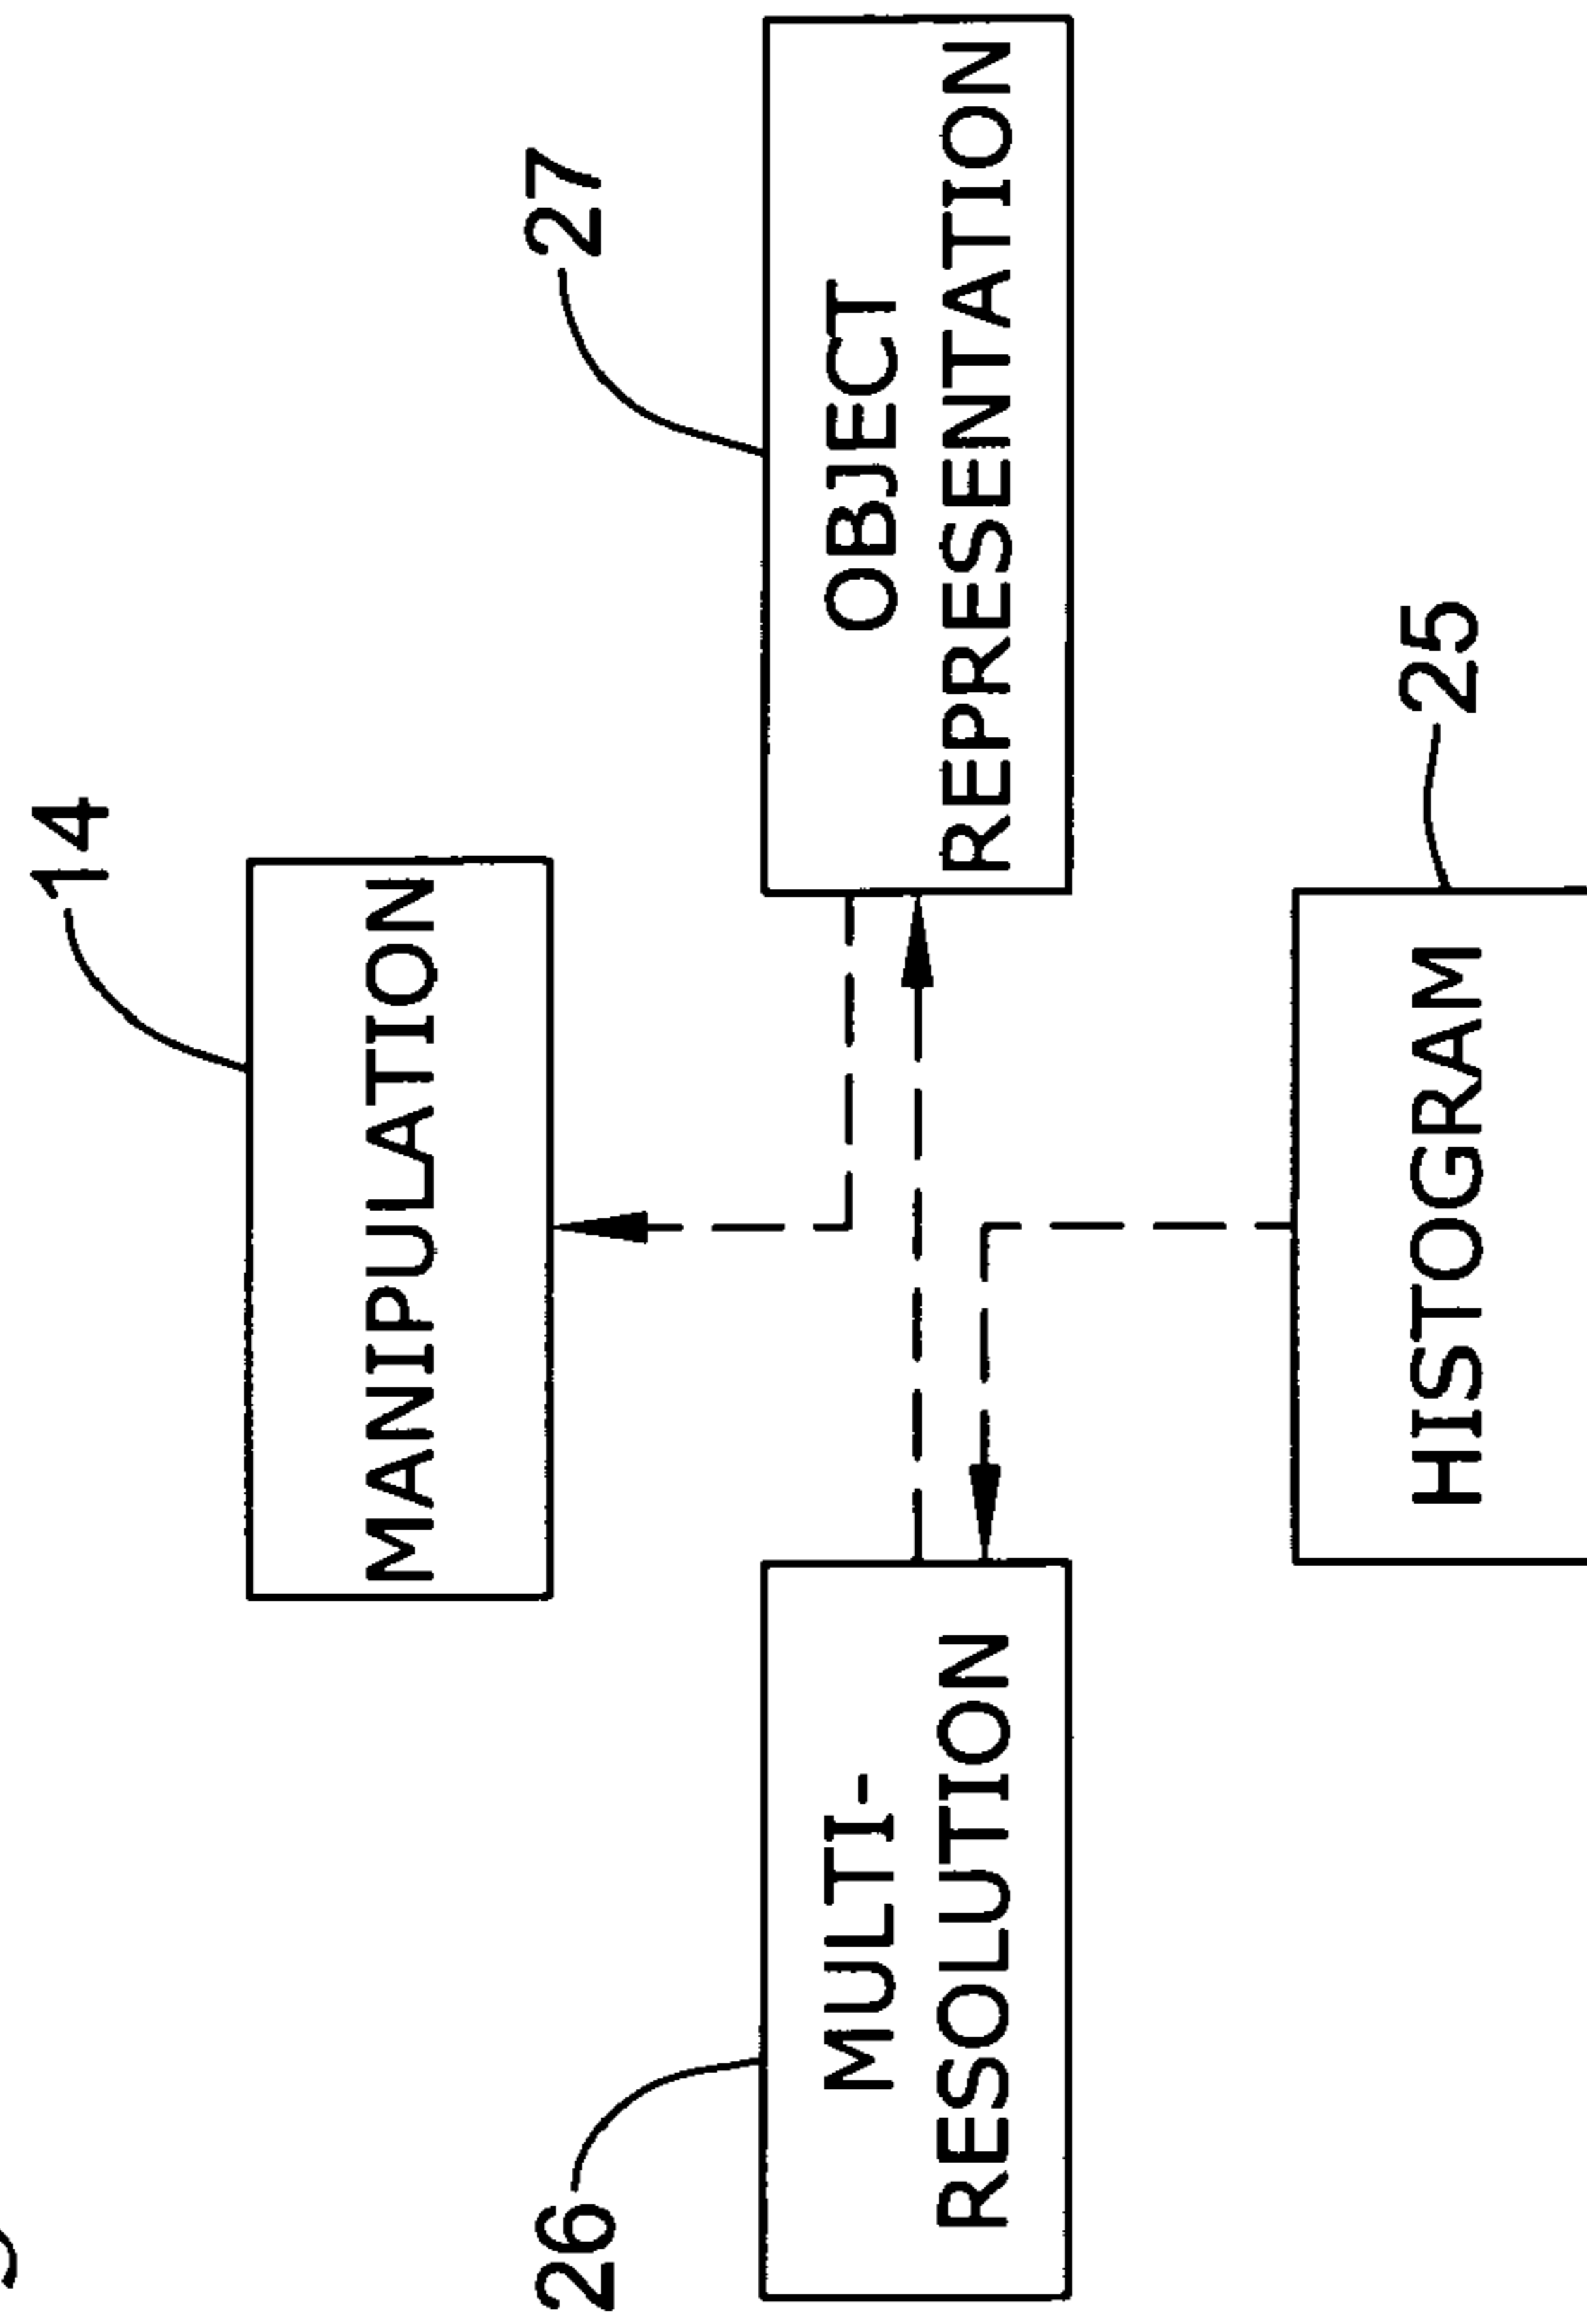 14
MANIPULATION
27
26
MULTI-
RESOLUTION
OBJECT
REPRESENTATION
25
HISTOGRAM